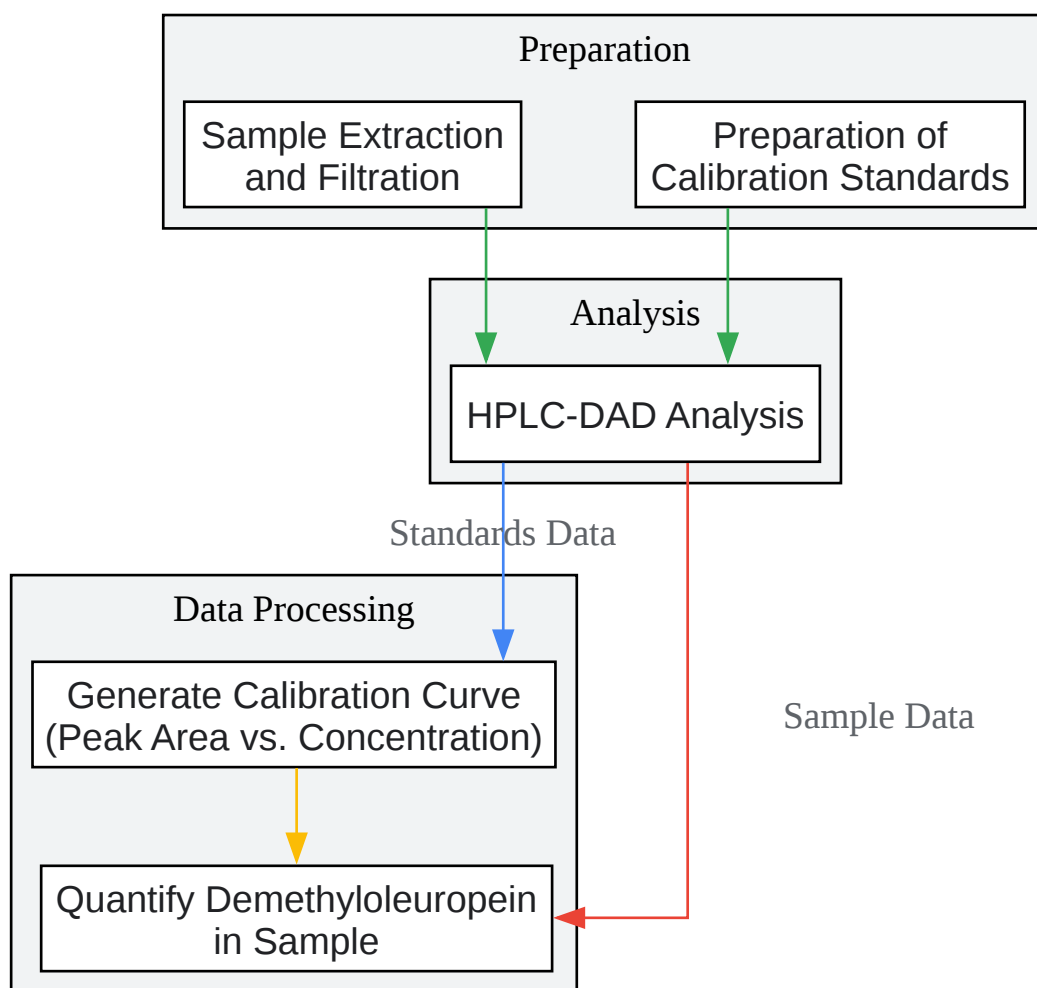 Preparation
Sample Extraction
and Filtration
Preparation of
Calibration Standards
Analysis
HPLC-DAD Analysis
Standards Data
Data Processing
Generate Calibration Curve
(Peak Area vs. Concentration)
Sample Data
Quantify Demethyloleuropein
in Sample